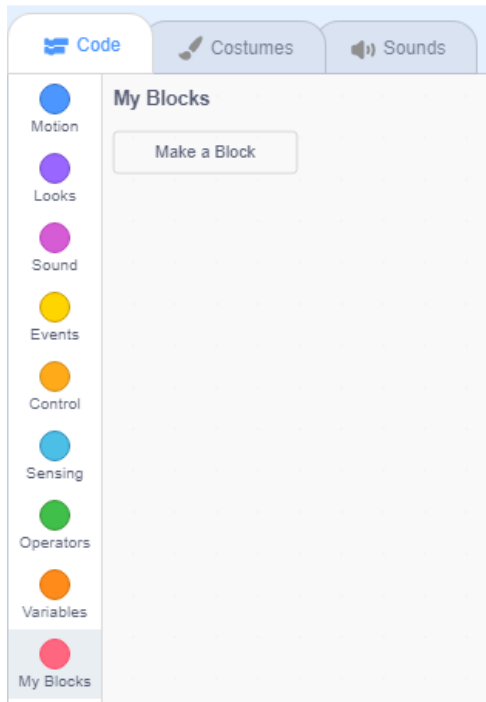 Code
Costumes
Sounds
Motion
Looks
Sound
Events
Control
Sensing
Operators
Variables
My Blocks
My Blocks
Make a Block